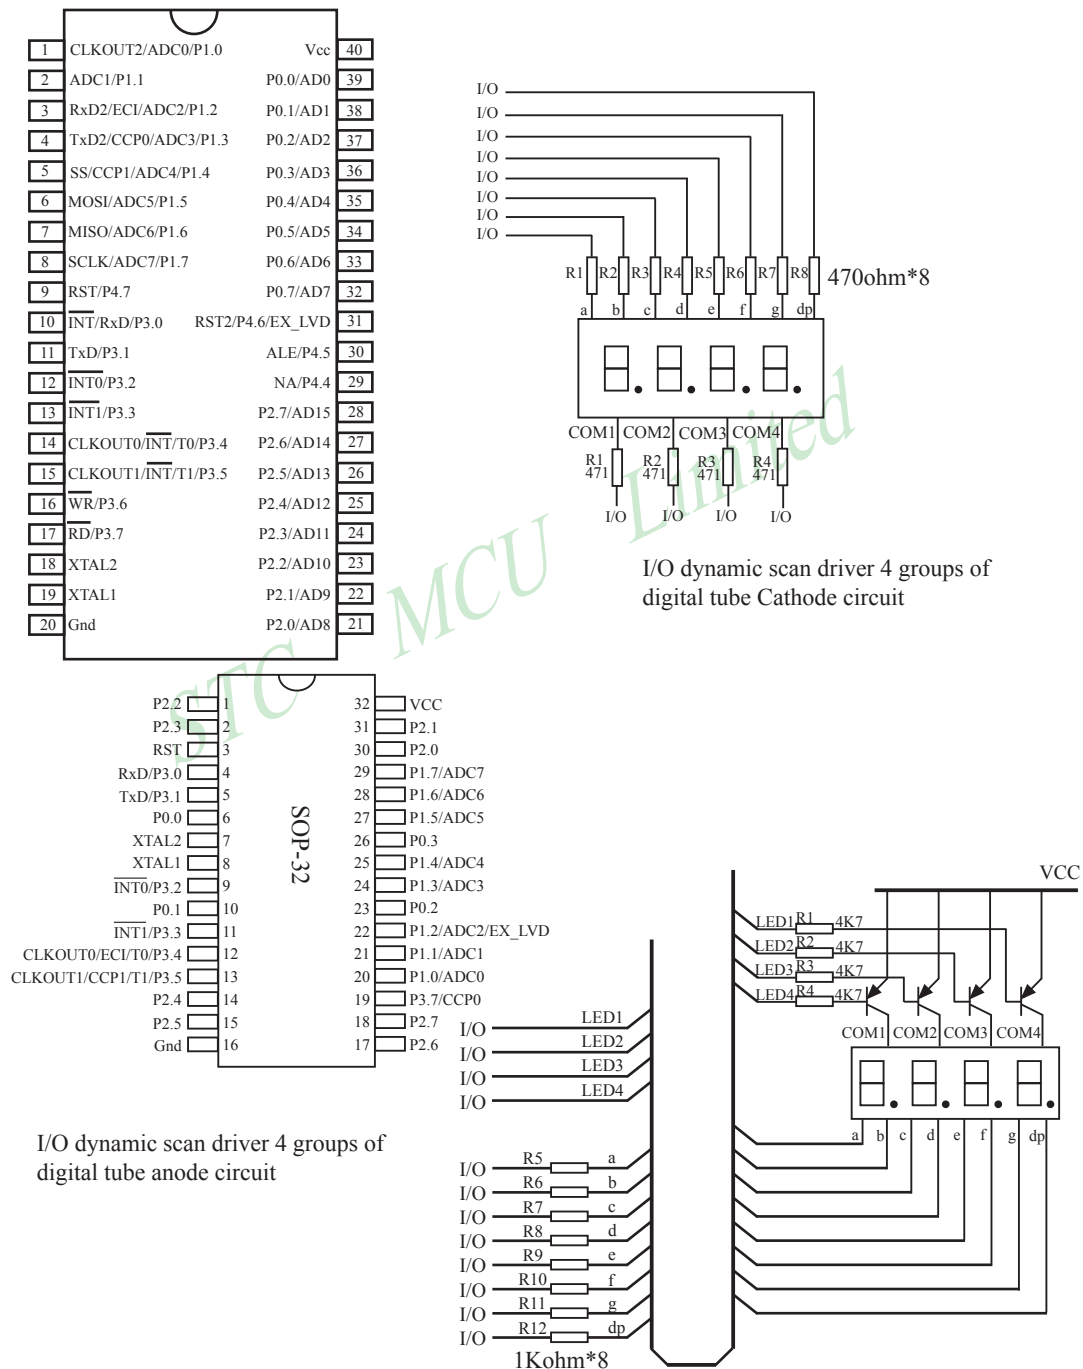 1 CLKOUT2/ADC0/P1.0 Vcc 40
2 ADC1/P1.1 P0.0/AD0 39
3 RxD2/ECI/ADC2/P1.2 P0.1/AD1 38
4 TxD2/CCP0/ADC3/P1.3 P0.2/AD2 37
5 SS/CCP1/ADC4/P1.4 P0.3/AD3 36
6 MOSI/ADC5/P1.5 P0.4/AD4 35
7 MISO/ADC6/P1.6 P0.5/AD5 34
8 SCLK/ADC7/P1.7 P0.6/AD6 33
9 RST/P4.7 P0.7/AD7 32
10 INT/RxD/P3.0 RST2/P4.6/EX_LVD 31
11 TxD/P3.1 ALE/P4.5 30
12 INT0/P3.2 NA/P4.4 29
13 INT1/P3.3 P2.7/AD15 28
14 CLKOUT0/INT/T0/P3.4 P2.6/AD14 27
15 CLKOUT1/INT/T1/P3.5 P2.5/AD13 26
16 WR/P3.6 P2.4/AD12 25
17 RD/P3.7 P2.3/AD11 24
18 XTAL2 P2.2/AD10 23
19 XTAL1 P2.1/AD9 22
20 Gnd P2.0/AD8 21
I/O
I/O
I/O
I/O
I/O
I/O
I/O
I/O
R1 R2 R3 R4 R5 R6 R7 R8 470ohm*8
a b c d e f g dp
COM1 COM2 COM3 COM4
R1 R2 R3 R4
471 471 471 471
I/O I/O I/O I/O
I/O dynamic scan driver 4 groups of
digital tube Cathode circuit
STC MCU Limited
P2.2 1 32 VCC
P2.3 2 31 P2.1
RST 3 30 P2.0
RxD/P3.0 4 29 P1.7/ADC7
TxD/P3.1 5 28 P1.6/ADC6
P0.0 6 27 P1.5/ADC5
XTAL2 7 26 P0.3
XTAL1 8 25 P1.4/ADC4
INT0/P3.2 9 24 P1.3/ADC3
P0.1 10 23 P0.2
INT1/P3.3 11 22 P1.2/ADC2/EX_LVD
CLKOUT0/ECI/T0/P3.4 12 21 P1.1/ADC1
CLKOUT1/CCP1/T1/P3.5 13 20 P1.0/ADC0
P2.4 14 19 P3.7/CCP0
P2.5 15 18 P2.7
Gnd 16 17 P2.6
SOP-32
I/O dynamic scan driver 4 groups of
digital tube anode circuit
I/O LED1
I/O LED2
I/O LED3
I/O LED4
I/O R5 a
I/O R6 b
I/O R7 c
I/O R8 d
I/O R9 e
I/O R10 f
I/O R11 g
I/O R12 dp
1Kohm*8
VCC
LED1 R1 4K7
LED2 R2 4K7
LED3 R3 4K7
LED4 R4 4K7
COM1 COM2 COM3 COM4
a b c d e f g dp